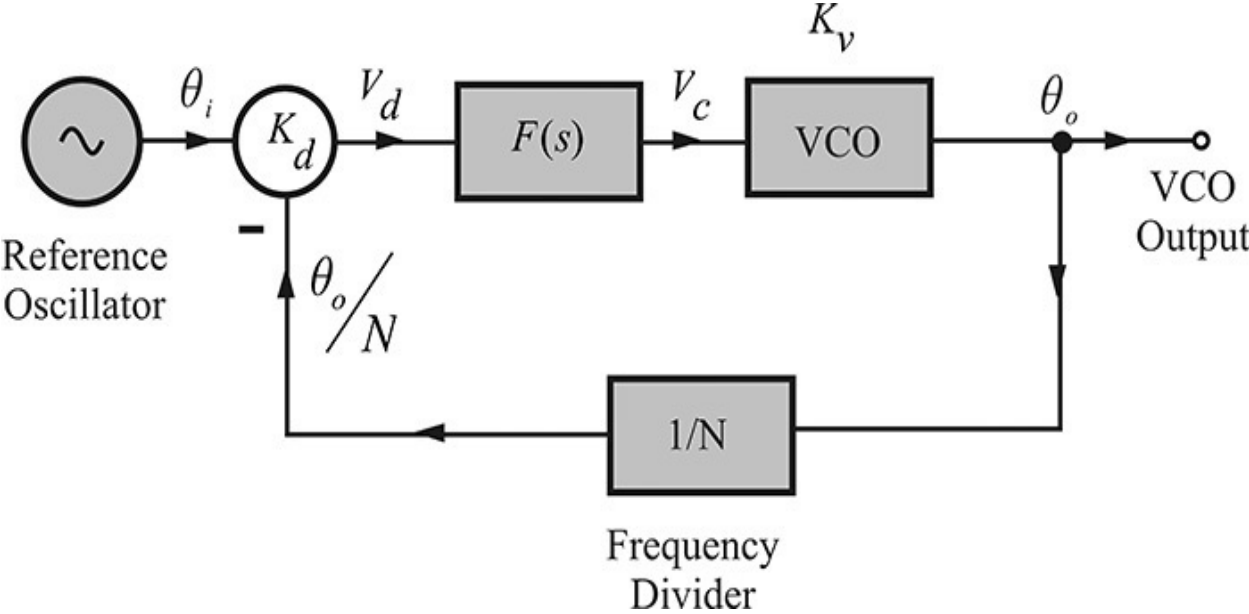 K_v
θ_i
K_d
V_d
F(s)
V_c
VCO
θ_o
VCO
Output
-
Reference
Oscillator
θ_o/N
1/N
Frequency
Divider